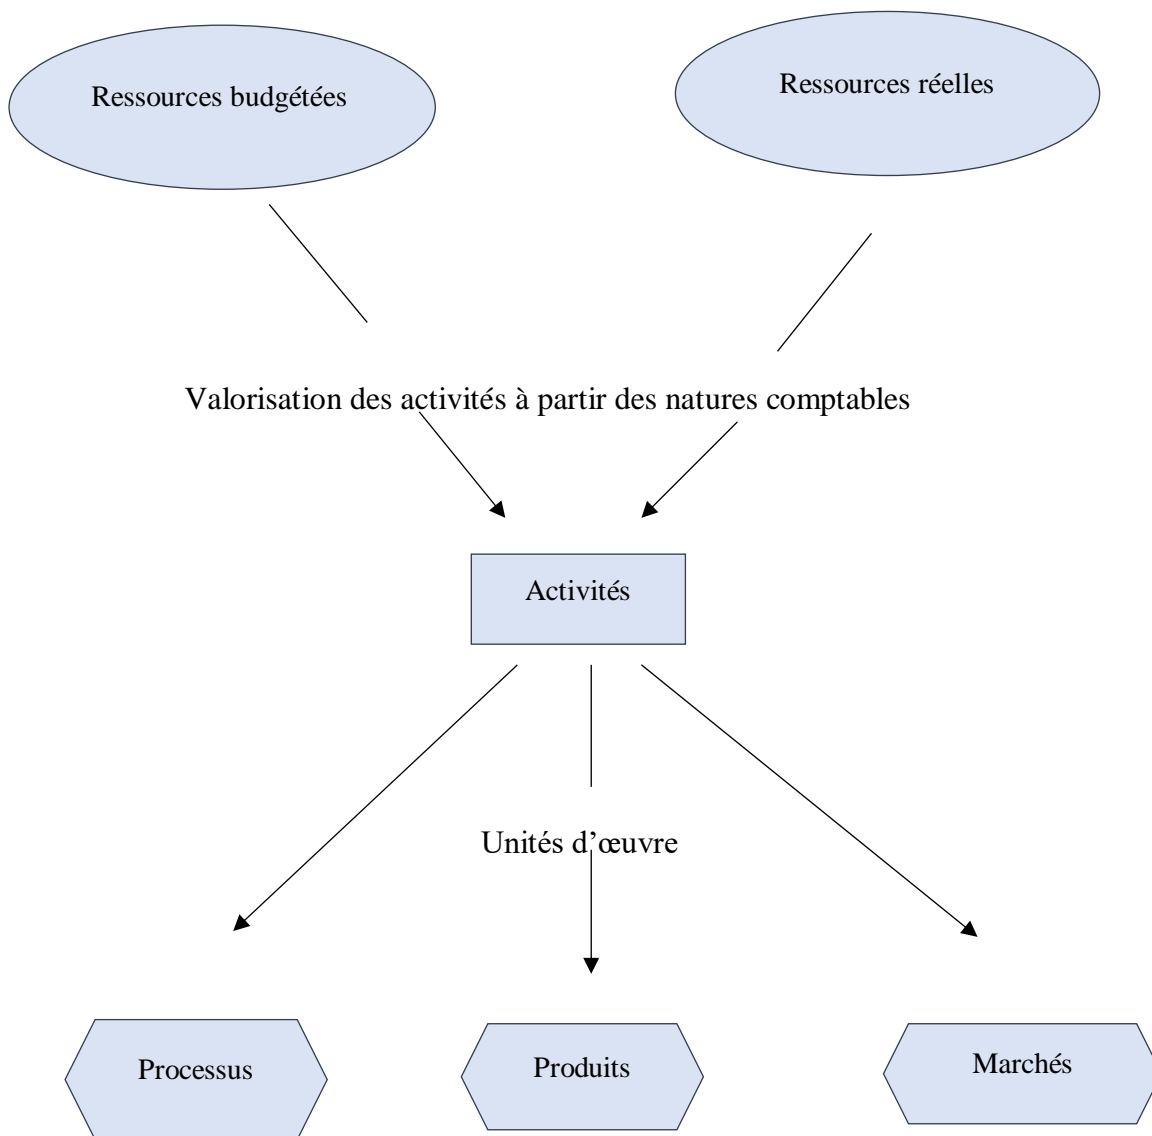 Ressources budgétées
Ressources réelles
Valorisation des activités à partir des natures comptables
Activités
Unités d’œuvre
Processus
Produits
Marchés